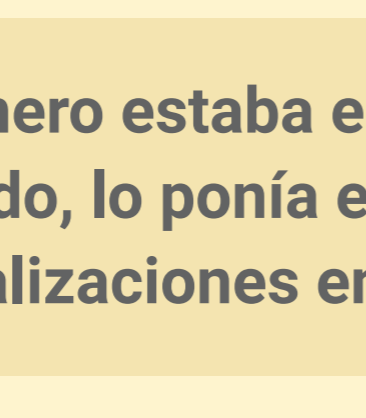 nero estaba e
do, lo ponía e
alizaciones en